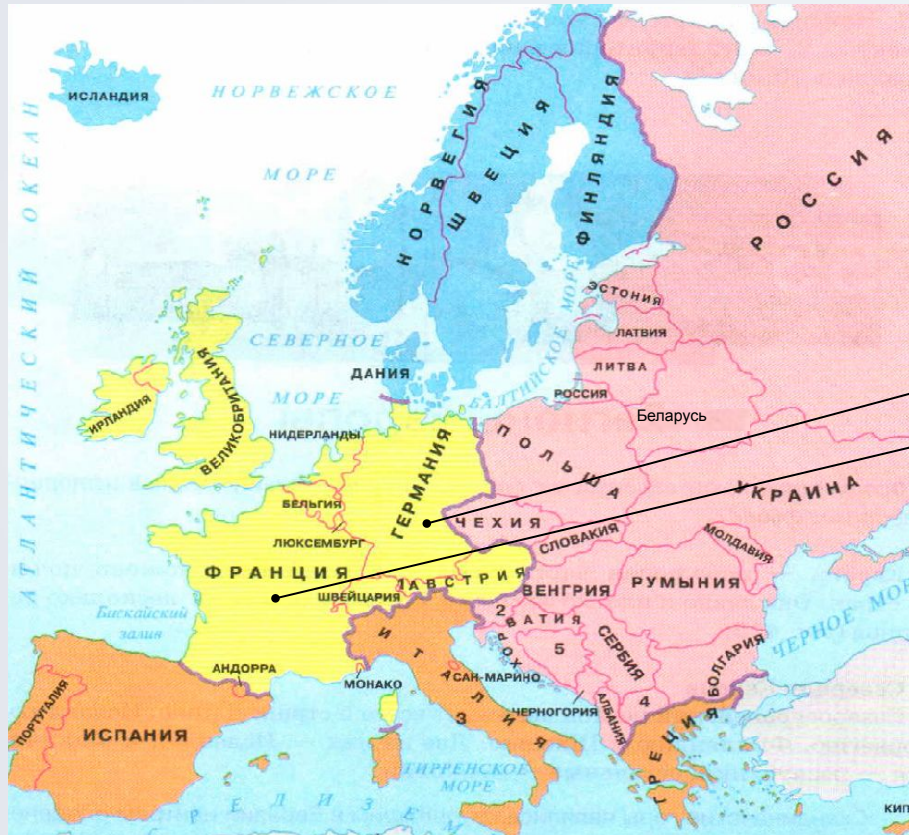 ИСЛАНДИЯ
НОРВЕЖСКОЕ
МОРЕ
АТЛАНТИЧЕСКИЙ ОКЕАН
НОРВЕГИЯ
ШВЕЦИЯ
ФИНЛЯНДИЯ
РОССИЯ
ЭСТОНИЯ
ЛАТВИЯ
ЛИТВА
РОССИЯ
БАЛТИЙСКОЕ МОРЕ
СЕВЕРНОЕ
МОРЕ
ДАНИЯ
ИРЛАНДИЯ
ВЕЛИКОБРИТАНИЯ
НИДЕРЛАНДЫ
Беларусь
ПОЛЬША
ГЕРМАНИЯ
БЕЛЬГИЯ
ЛЮКСЕМБУРГ
ЧЕХИЯ
СЛОВАКИЯ
УКРАИНА
МОЛДАВИЯ
ФРАНЦИЯ
ШВЕЙЦАРИЯ
1
АВСТРИЯ
ВЕНГРИЯ
РУМЫНИЯ
Бискайский
залив
2
ХОРВАТИЯ
5
СЕРБИЯ
БОЛГАРИЯ
ЧЕРНОЕ МОР
АНДОРРА
МОНАКО
САН-МАРИНО
ИТАЛИЯ
3
ЧЕРНОГОРИЯ
АЛБАНИЯ
4
ГРЕЦИЯ
ПОРТУГАЛИЯ
ИСПАНИЯ
ТИРРЕНСКОЕ
МОРЕ
РЕДИЗ
М
КИП